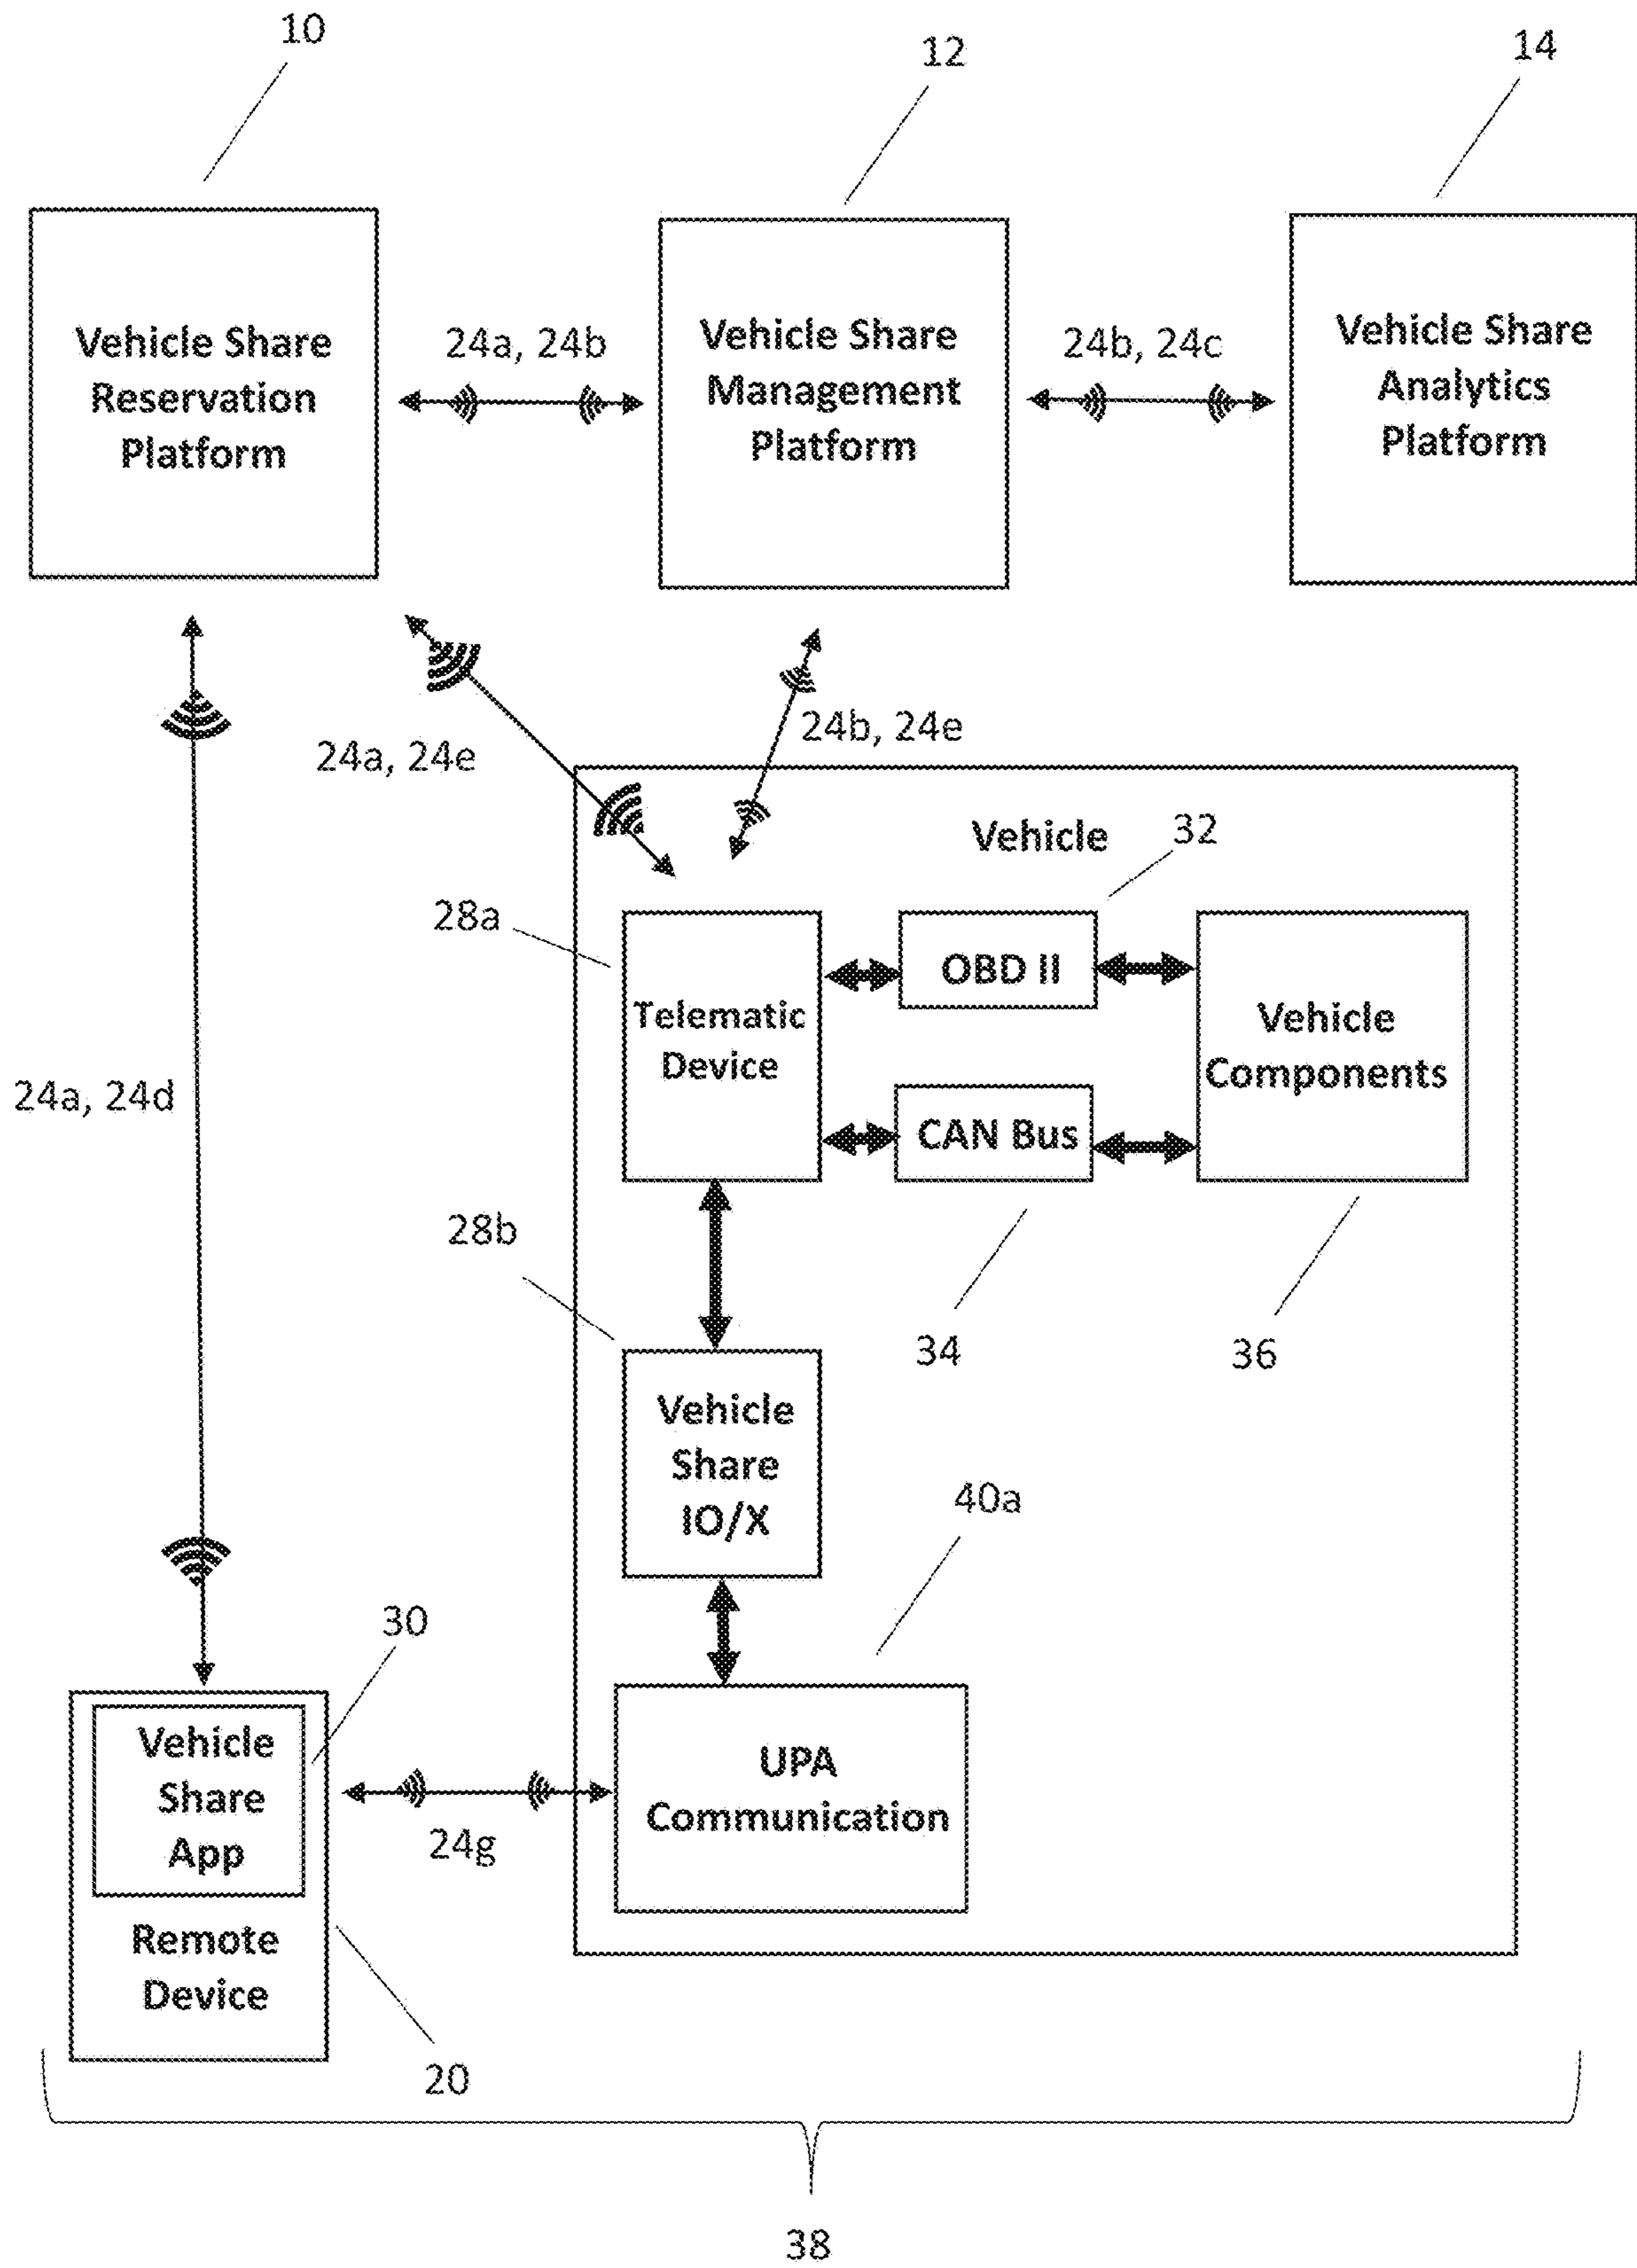 10
12
14
Vehicle Share
Reservation
Platform
24a, 24b
Vehicle Share
Management
Platform
24b, 24c
Vehicle Share
Analytics
Platform
24a, 24e
24b, 24e
Vehicle
32
28a
Telematic
Device
OBD II
CAN Bus
Vehicle
Components
24a, 24d
28b
34
36
Vehicle
Share
IO/X
40a
30
Vehicle
Share
App
Remote
Device
24g
UPA
Communication
20
38